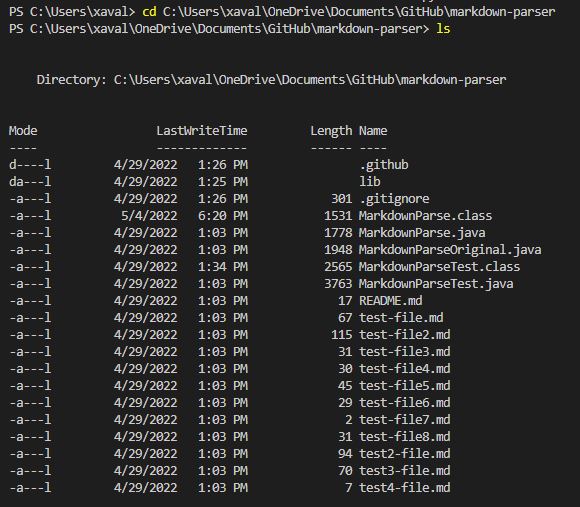 PS C:\Users\xaval> cd C:\Users\xaval\OneDrive\Documents\GitHub\markdown-parser
PS C:\Users\xaval\OneDrive\Documents\GitHub\markdown-parser> ls
Directory: C:\Users\xaval\OneDrive\Documents\GitHub\markdown-parser
Mode LastWriteTime Length Name
---- ------------- ------ ----
d----l 4/29/2022 1:26 PM .github
da---l 4/29/2022 1:25 PM lib
-a---l 4/29/2022 1:26 PM 301 .gitignore
-a---l 5/4/2022 6:20 PM 1531 MarkdownParse.class
-a---l 4/29/2022 1:03 PM 1778 MarkdownParse.java
-a---l 4/29/2022 1:03 PM 1948 MarkdownParseOriginal.java
-a---l 4/29/2022 1:34 PM 2565 MarkdownParseTest.class
-a---l 4/29/2022 1:03 PM 3763 MarkdownParseTest.java
-a---l 4/29/2022 1:03 PM 17 README.md
-a---l 4/29/2022 1:03 PM 67 test-file.md
-a---l 4/29/2022 1:03 PM 115 test-file2.md
-a---l 4/29/2022 1:03 PM 31 test-file3.md
-a---l 4/29/2022 1:03 PM 30 test-file4.md
-a---l 4/29/2022 1:03 PM 45 test-file5.md
-a---l 4/29/2022 1:03 PM 29 test-file6.md
-a---l 4/29/2022 1:03 PM 2 test-file7.md
-a---l 4/29/2022 1:03 PM 31 test-file8.md
-a---l 4/29/2022 1:03 PM 94 test2-file.md
-a---l 4/29/2022 1:03 PM 70 test3-file.md
-a---l 4/29/2022 1:03 PM 7 test4-file.md